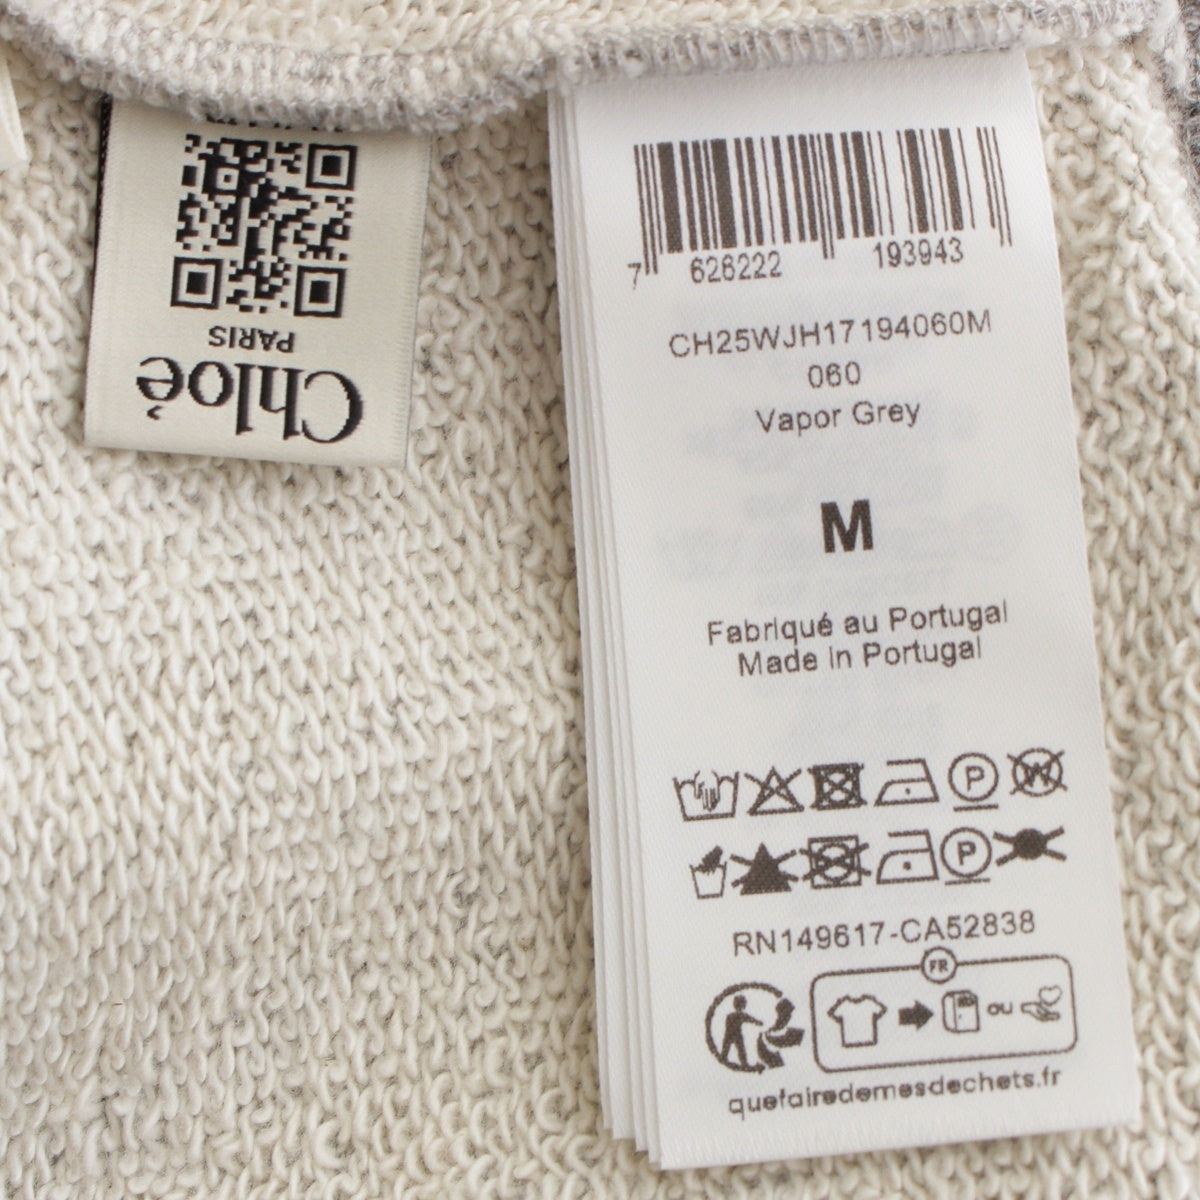 Chloé
PARIS
7 626222 193943
CH25WJH17194060M
060
Vapor Grey
M
Fabriqué au Portugal
Made in Portugal
P
W
P
RN149617-CA52838
FR
ou
quefairedemesdechets.fr